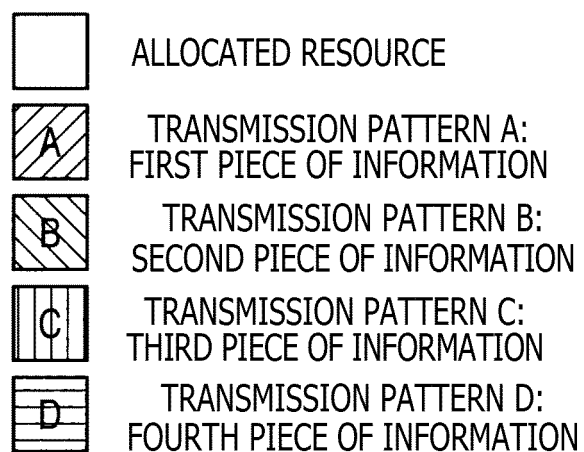 ALLOCATED RESOURCE
A
TRANSMISSION PATTERN A:
FIRST PIECE OF INFORMATION
B
TRANSMISSION PATTERN B:
SECOND PIECE OF INFORMATION
C
TRANSMISSION PATTERN C:
THIRD PIECE OF INFORMATION
D
TRANSMISSION PATTERN D:
FOURTH PIECE OF INFORMATION